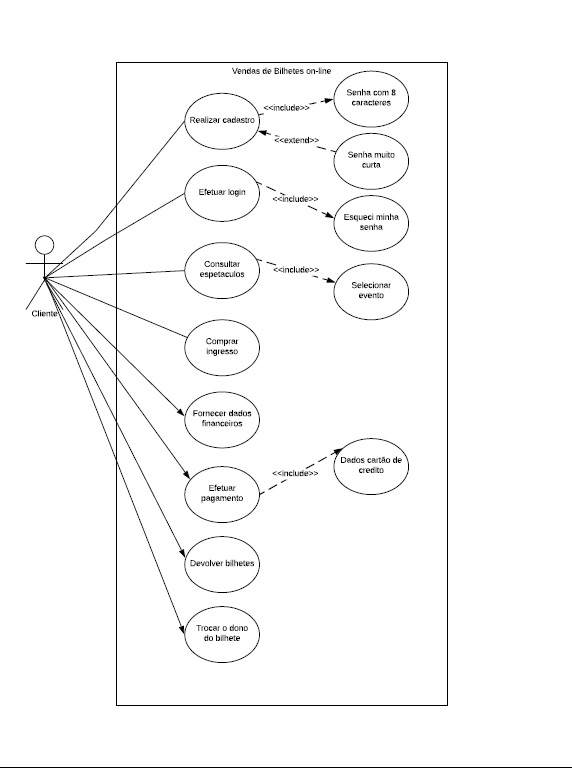 Vendas de Bilhetes on-line
Senha com 8
caracteres
<<include>>
Realizar cadastro
<<extend>>
Senha muito
curta
Efetuar login
<<include>>
Esqueci minha
senha
Consultar
espetaculos
<<include>>
Selecionar
evento
Cliente
Comprar
ingresso
Fornecer dados
financeiros
Dados cartão de
credito
<<include>>
Efetuar
pagamento
Devolver bilhetes
Trocar o dono
do bilhete